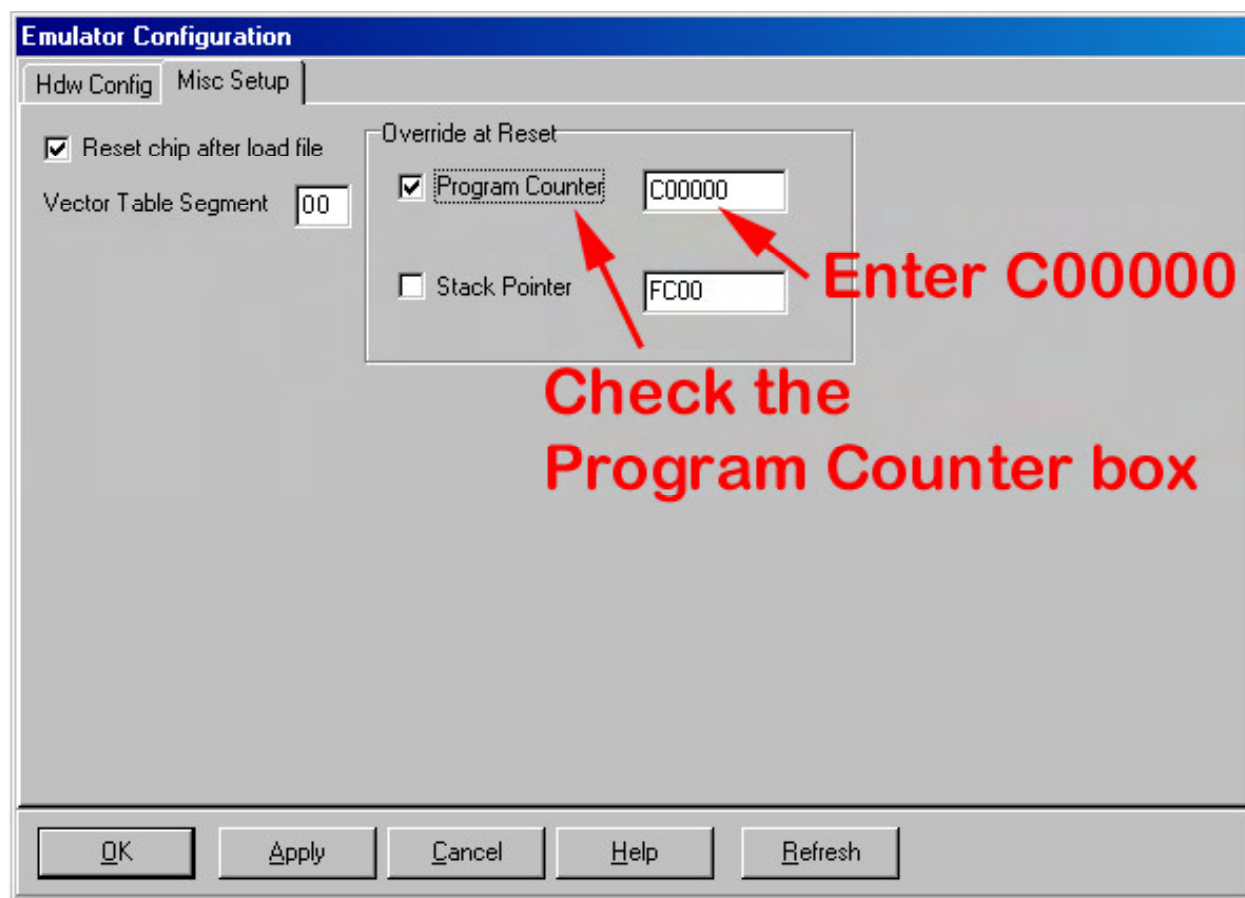 Emulator Configuration
Hdw Config Misc Setup
Reset chip after load file
Vector Table Segment 00
Override at Reset
Program Counter C00000
Stack Pointer FC00
Enter C00000
Check the
Program Counter box
OK Apply Cancel Help Refresh